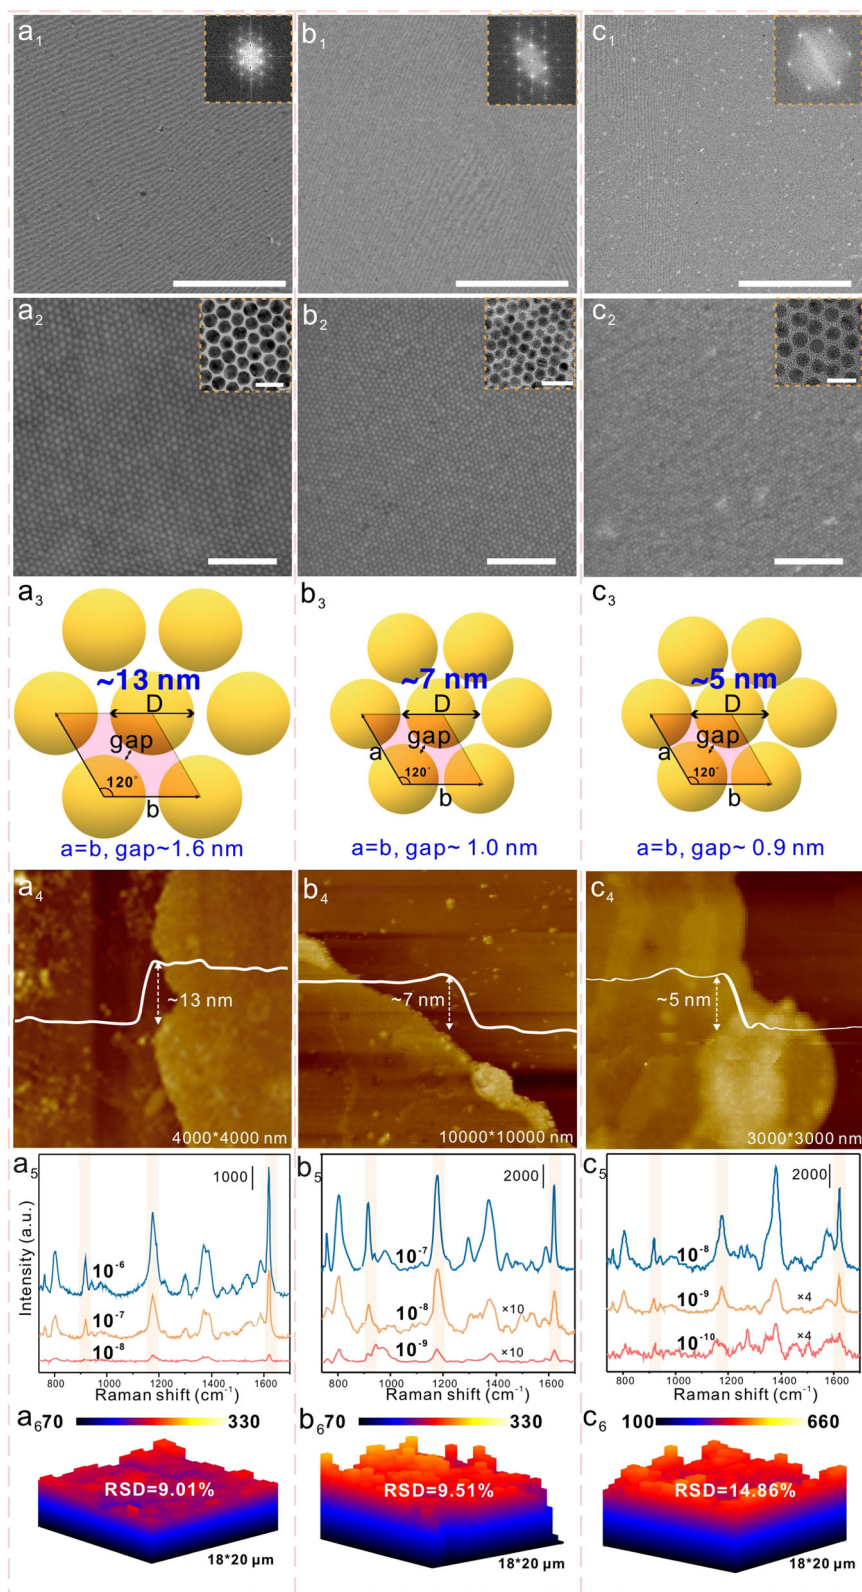 a1
b1
c1
a2
b2
c2
a3
b3
c3
~13 nm
~7 nm
~5 nm
D
D
D
gap
a
gap
a
gap
120°
120°
120°
b
b
b
a=b, gap~1.6 nm
a=b, gap~ 1.0 nm
a=b, gap~ 0.9 nm
a4
b4
c4
~13 nm
~7 nm
~5 nm
4000*4000 nm
10000*10000 nm
3000*3000 nm
a5
b5
c5
1000
2000
2000
Intensity (a.u.)
10-6
10-7
10-8
10-7
10-8
×10
10-9
×10
10-8
10-9
×4
10-10
×4
800 1000 1200 1400 1600
800 1000 1200 1400 1600
800 1000 1200 1400 1600
Raman shift (cm-1)
Raman shift (cm-1)
Raman shift (cm-1)
a6 70 330
b6 70 330
c6 100 660
RSD=9.01%
RSD=9.51%
RSD=14.86%
18*20 μm
18*20 μm
18*20 μm